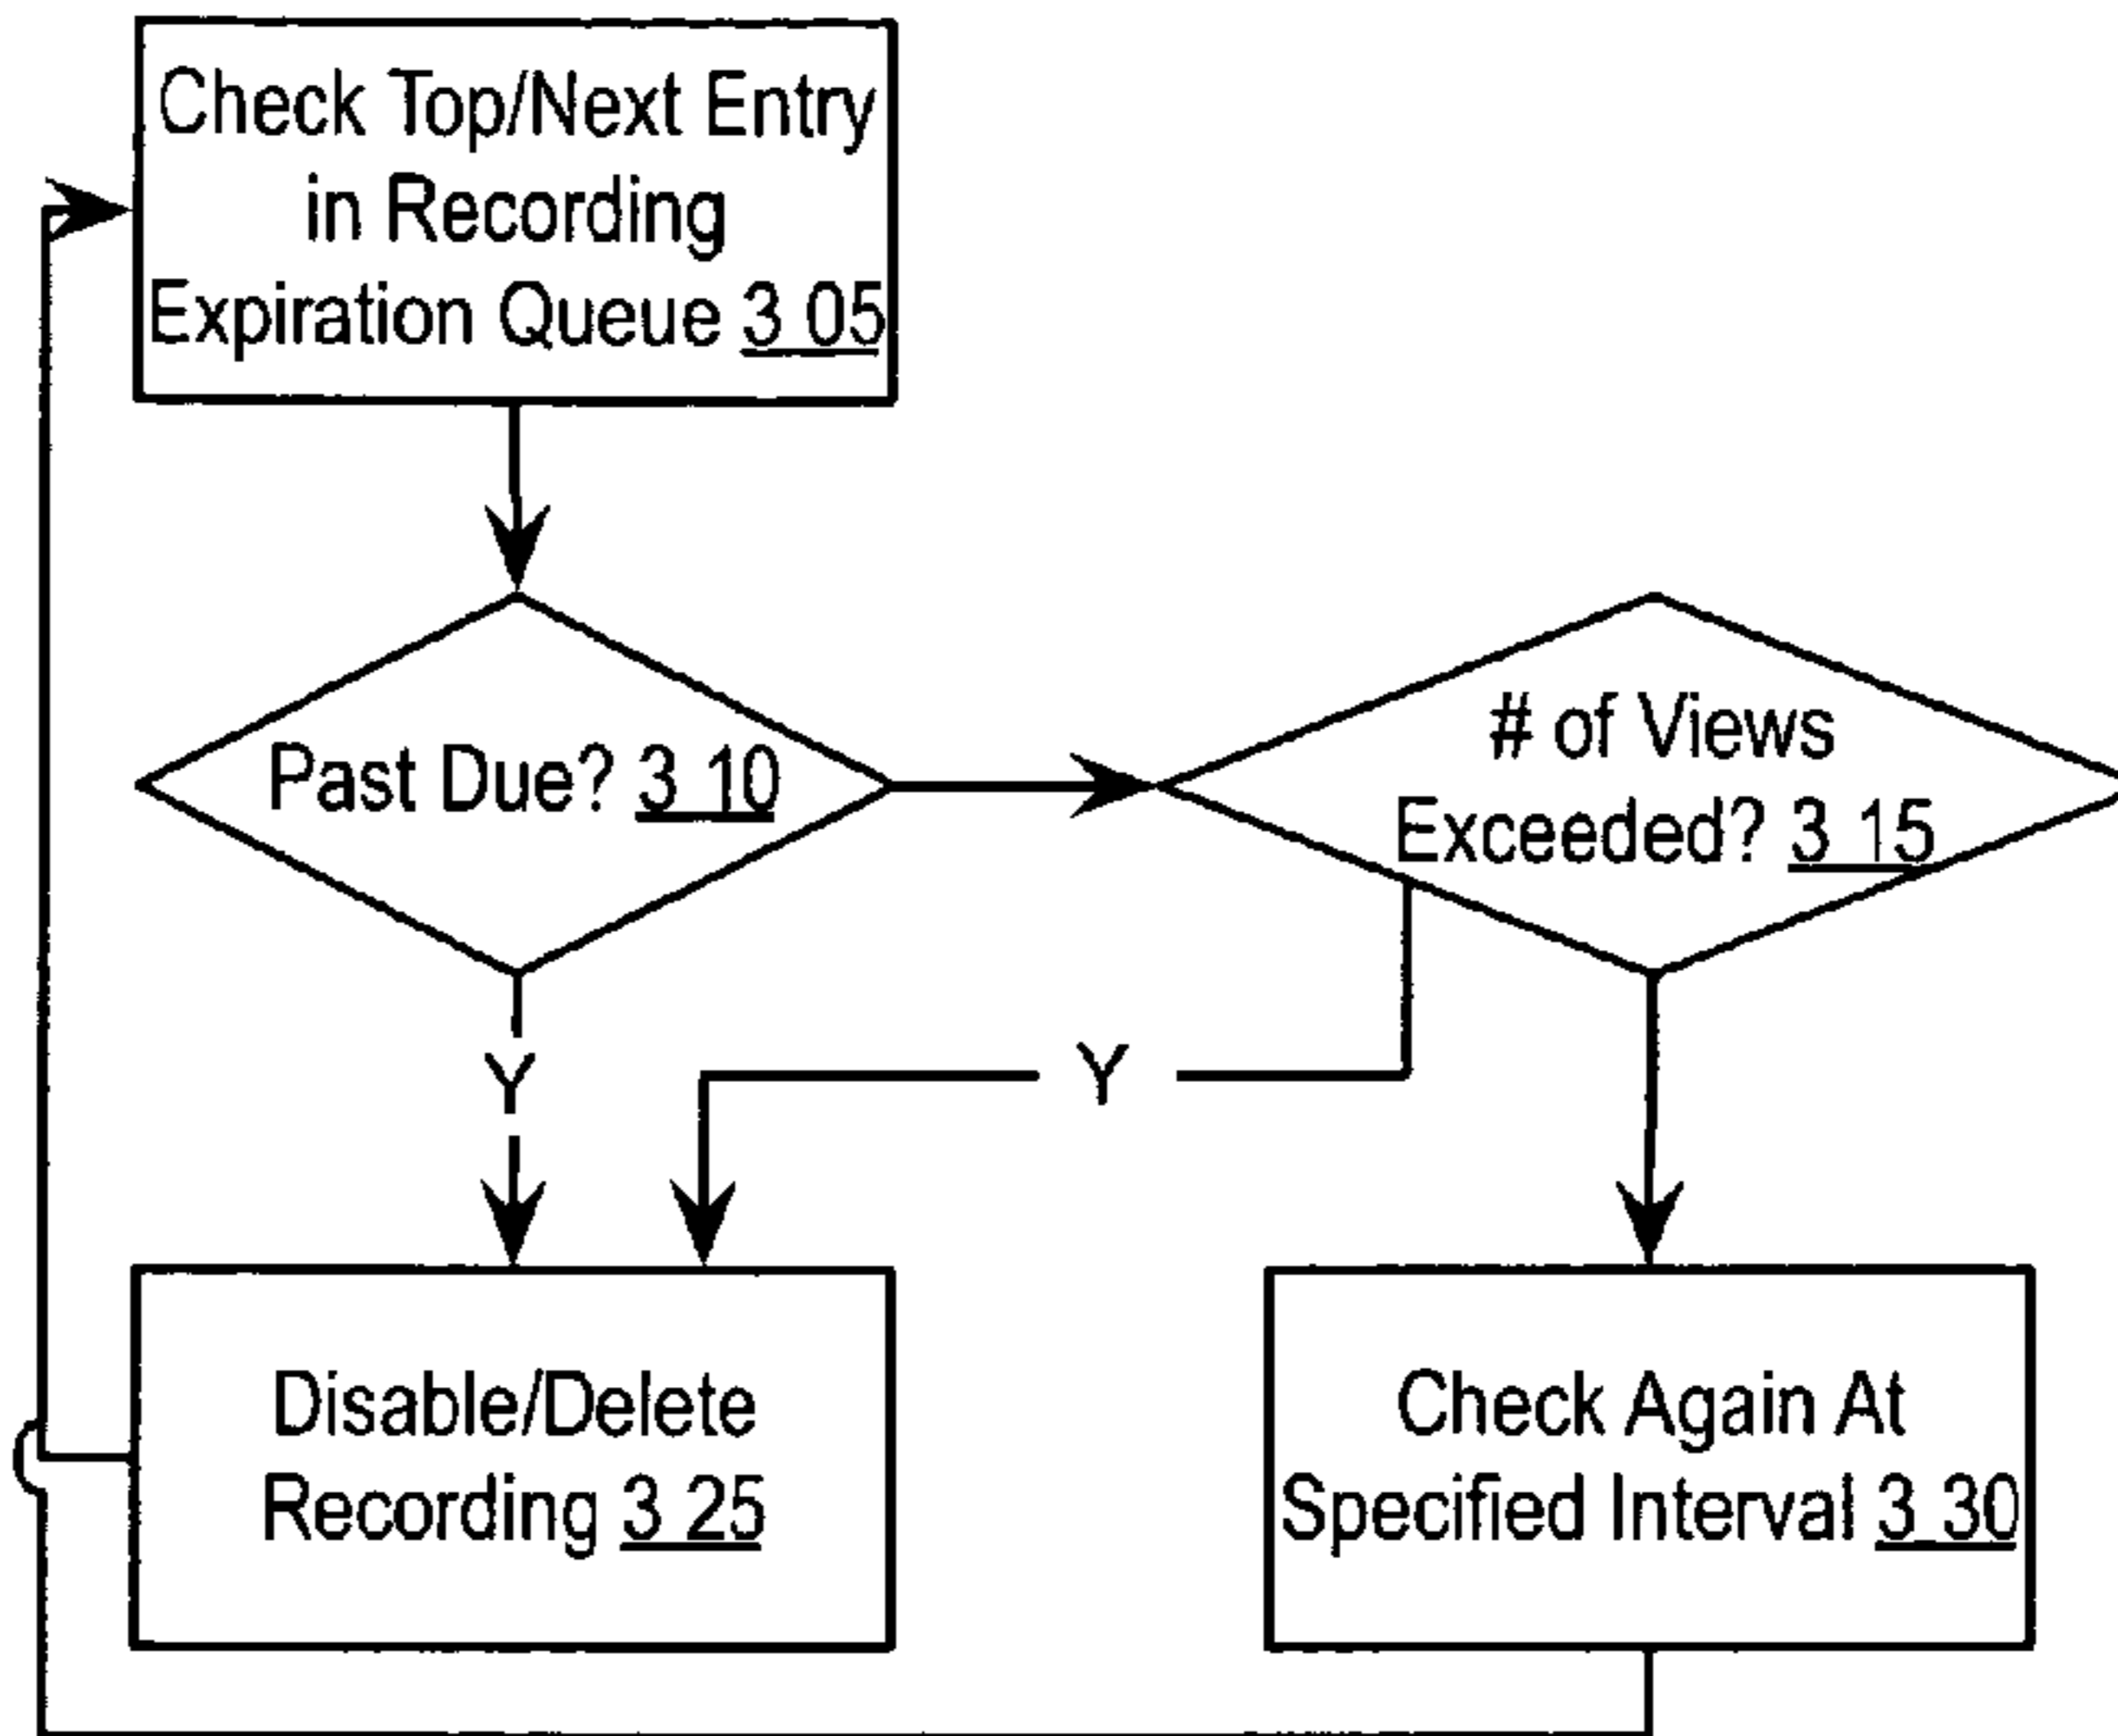 Check Top/Next Entry
in Recording
Expiration Queue 3 05
Past Due? 3 10
# of Views
Exceeded? 3 15
Y
Y
Disable/Delete
Recording 3 25
Check Again At
Specified Interval 3 30